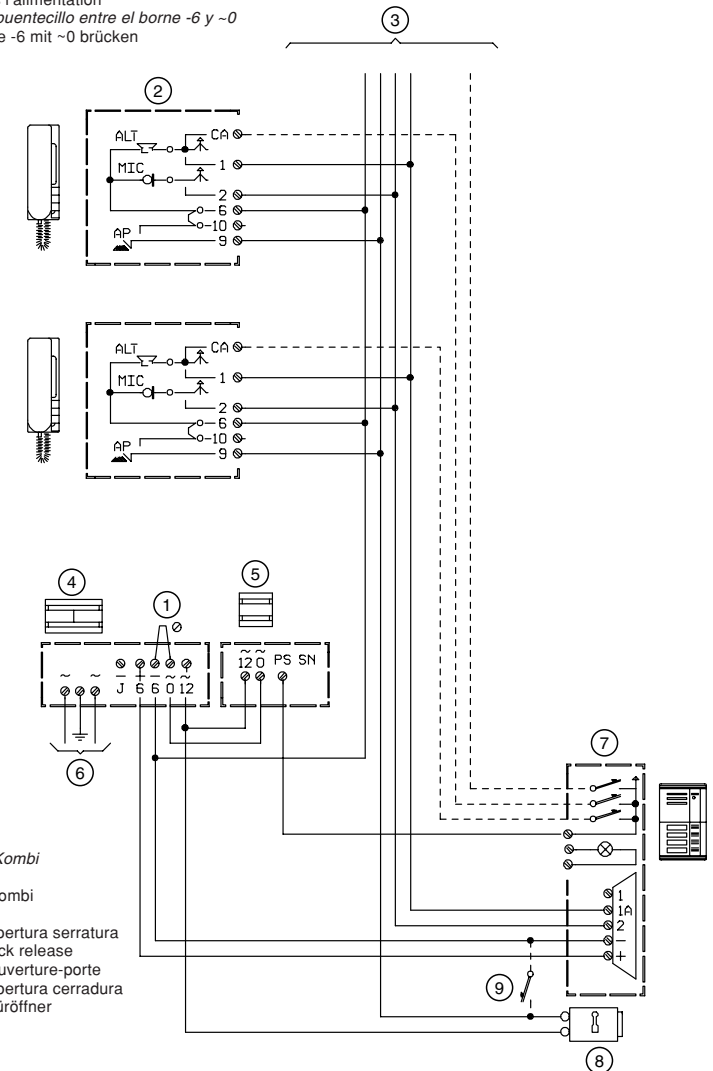 l'alimentation
puentecillo entre el borne -6 y ~0
e -6 mit ~0 brücken
3
2
ALT
CA
1
MIC
2
6
10
AP
9
ALT
CA
1
MIC
2
6
10
AP
9
4
5
1
~ ~
12 0 PS SN
~ ~
J 6 6 0 12
6
7
Kombi
ombi
pertura serratura
ck release
uverture-porte
pertura cerradura
üröffner
1
1A
2
−
+
9
8